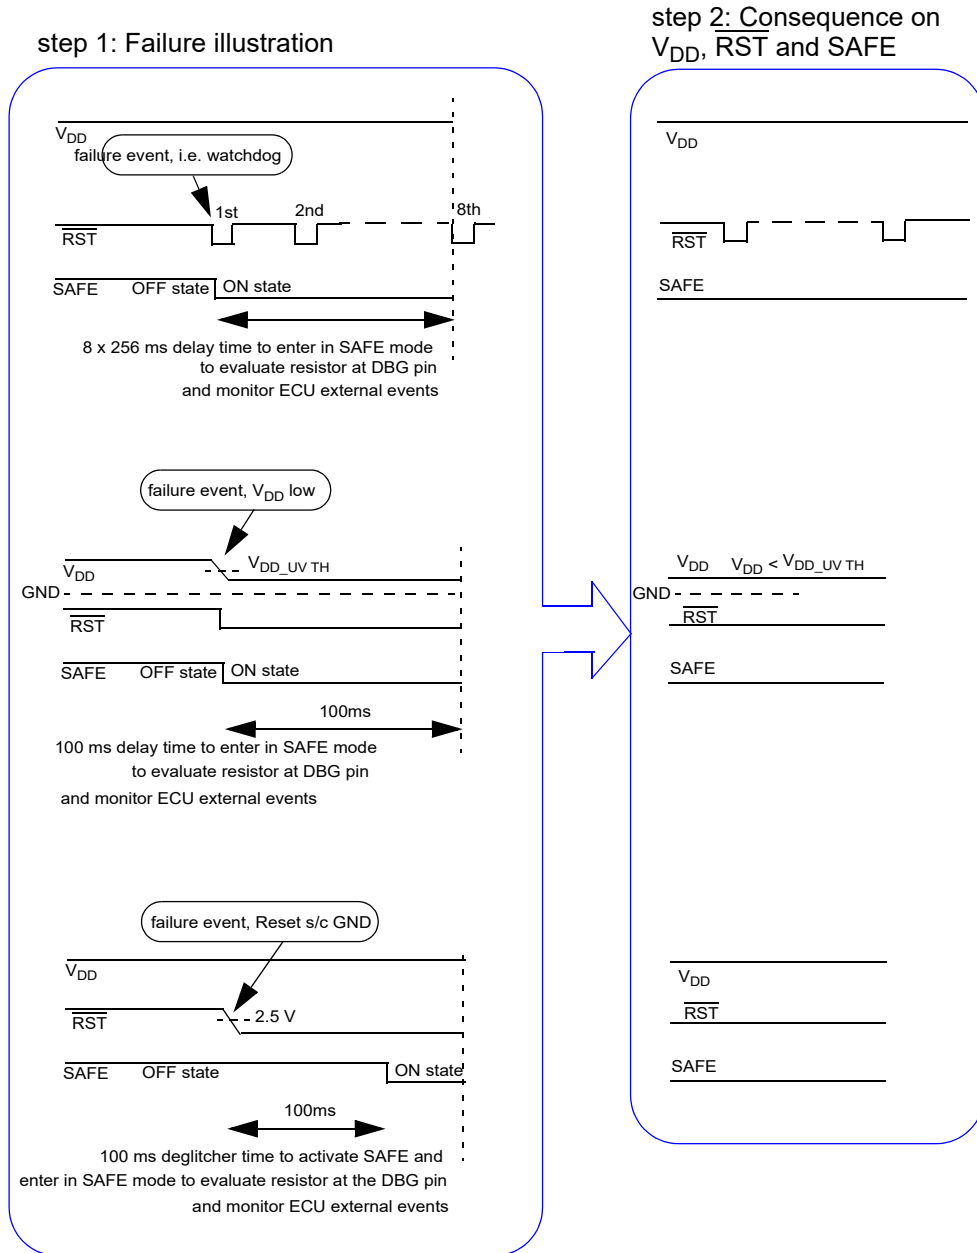 step 1: Failure illustration
step 2: Consequence on
VDD, RST and SAFE
VDD
failure event, i.e. watchdog
1st 2nd 8th
RST
SAFE OFF state ON state
8 x 256 ms delay time to enter in SAFE mode
to evaluate resistor at DBG pin
and monitor ECU external events
VDD
RST
SAFE
failure event, VDD low
VDD VDD_UV TH
GND
RST
SAFE OFF state ON state
100ms
100 ms delay time to enter in SAFE mode
to evaluate resistor at DBG pin
and monitor ECU external events
VDD VDD < VDD_UV TH
GND
RST
SAFE
failure event, Reset s/c GND
VDD
RST 2.5 V
SAFE OFF state ON state
100ms
100 ms deglitcher time to activate SAFE and
enter in SAFE mode to evaluate resistor at the DBG pin
and monitor ECU external events
VDD
RST
SAFE